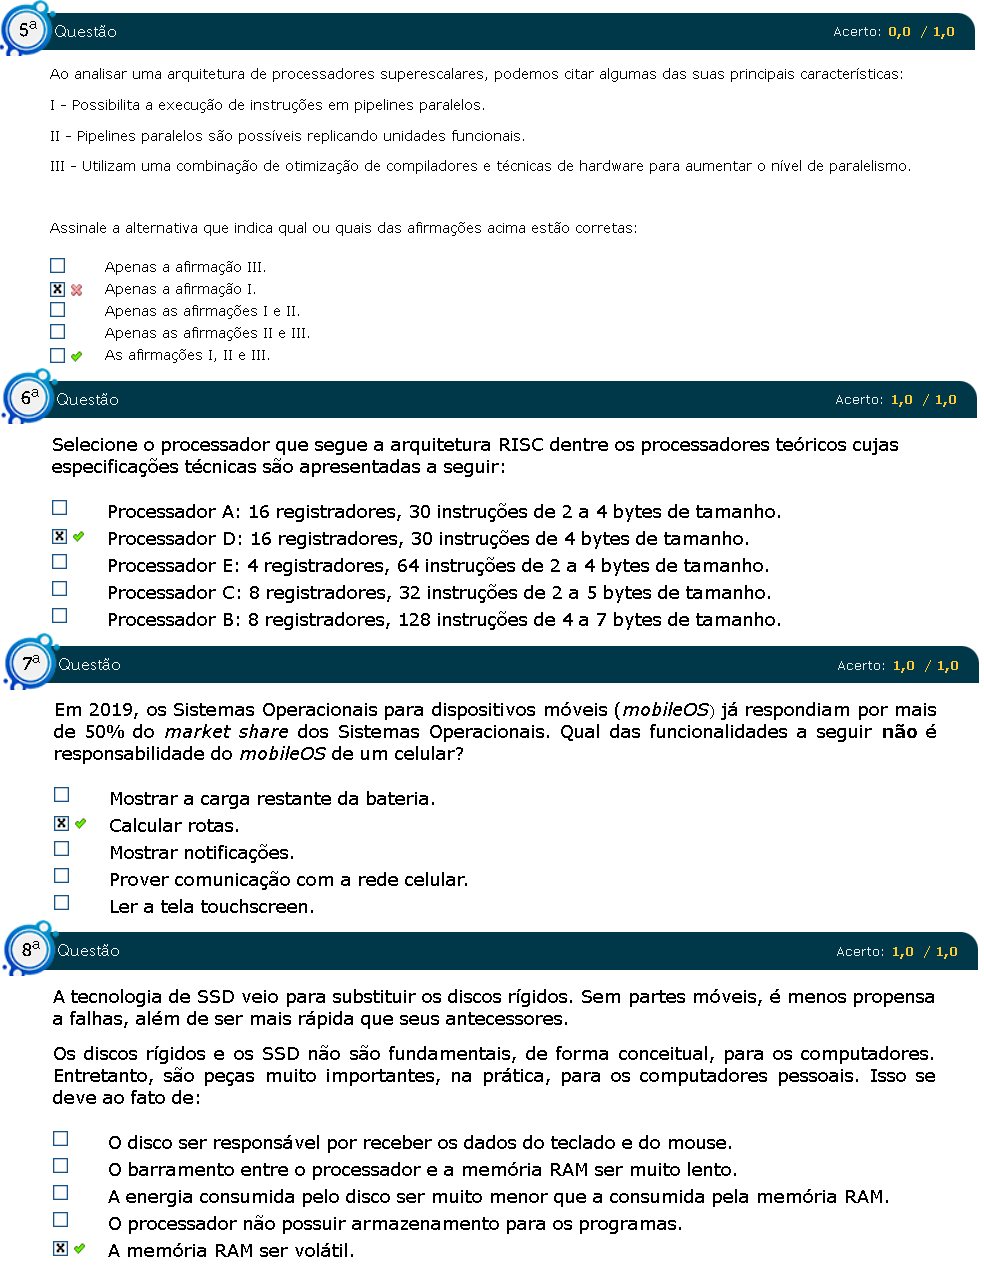 5ª Questão Acerto: 0,0 / 1,0
Ao analisar uma arquitetura de processadores superescalares, podemos citar algumas das suas principais características:
I - Possibilita a execução de instruções em pipelines paralelos.
II - Pipelines paralelos são possíveis replicando unidades funcionais.
III - Utilizam uma combinação de otimização de compiladores e técnicas de hardware para aumentar o nível de paralelismo.
Assinale a alternativa que indica qual ou quais das afirmações acima estão corretas:
Apenas a afirmação III.
Apenas a afirmação I.
Apenas as afirmações I e II.
Apenas as afirmações II e III.
As afirmações I, II e III.
6ª Questão Acerto: 1,0 / 1,0
Selecione o processador que segue a arquitetura RISC dentre os processadores teóricos cujas
especificações técnicas são apresentadas a seguir:
Processador A: 16 registradores, 30 instruções de 2 a 4 bytes de tamanho.
Processador D: 16 registradores, 30 instruções de 4 bytes de tamanho.
Processador E: 4 registradores, 64 instruções de 2 a 4 bytes de tamanho.
Processador C: 8 registradores, 32 instruções de 2 a 5 bytes de tamanho.
Processador B: 8 registradores, 128 instruções de 4 a 7 bytes de tamanho.
7ª Questão Acerto: 1,0 / 1,0
Em 2019, os Sistemas Operacionais para dispositivos móveis (mobileOS) já respondiam por mais
de 50% do market share dos Sistemas Operacionais. Qual das funcionalidades a seguir não é
responsabilidade do mobileOS de um celular?
Mostrar a carga restante da bateria.
Calcular rotas.
Mostrar notificações.
Prover comunicação com a rede celular.
Ler a tela touchscreen.
8ª Questão Acerto: 1,0 / 1,0
A tecnologia de SSD veio para substituir os discos rígidos. Sem partes móveis, é menos propensa
a falhas, além de ser mais rápida que seus antecessores.
Os discos rígidos e os SSD não são fundamentais, de forma conceitual, para os computadores.
Entretanto, são peças muito importantes, na prática, para os computadores pessoais. Isso se
deve ao fato de:
O disco ser responsável por receber os dados do teclado e do mouse.
O barramento entre o processador e a memória RAM ser muito lento.
A energia consumida pelo disco ser muito menor que a consumida pela memória RAM.
O processador não possuir armazenamento para os programas.
A memória RAM ser volátil.